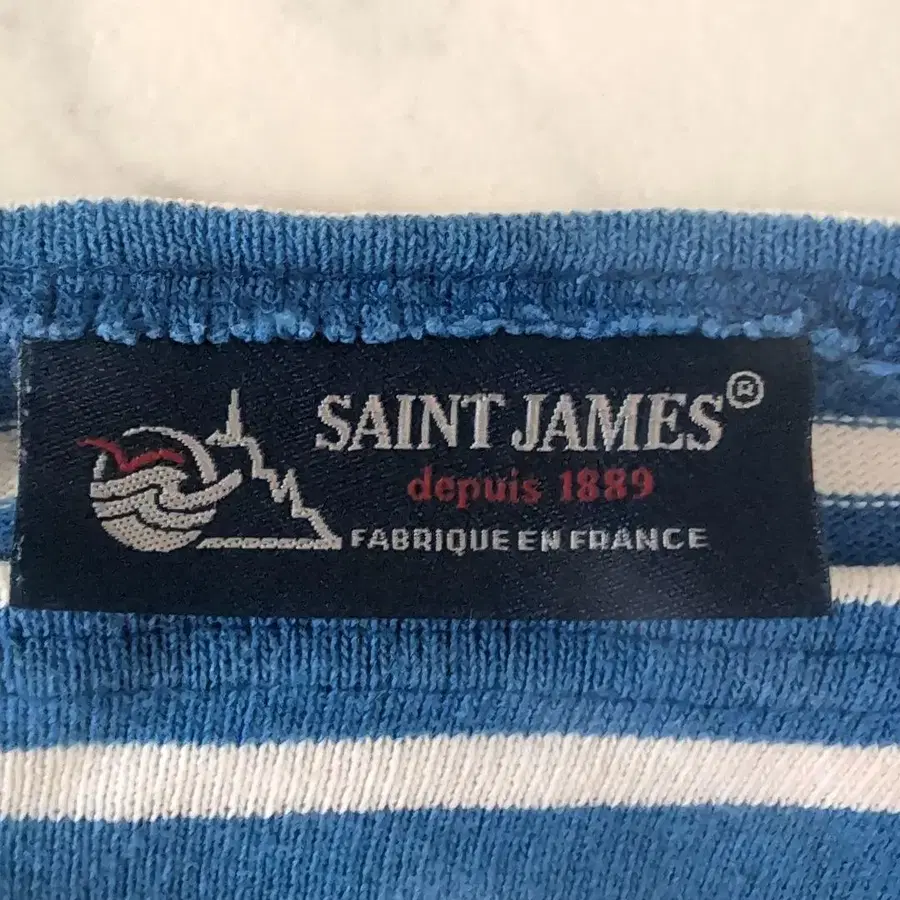 SAINT JAMES®
depuis 1889
FABRIQUE EN FRANCE